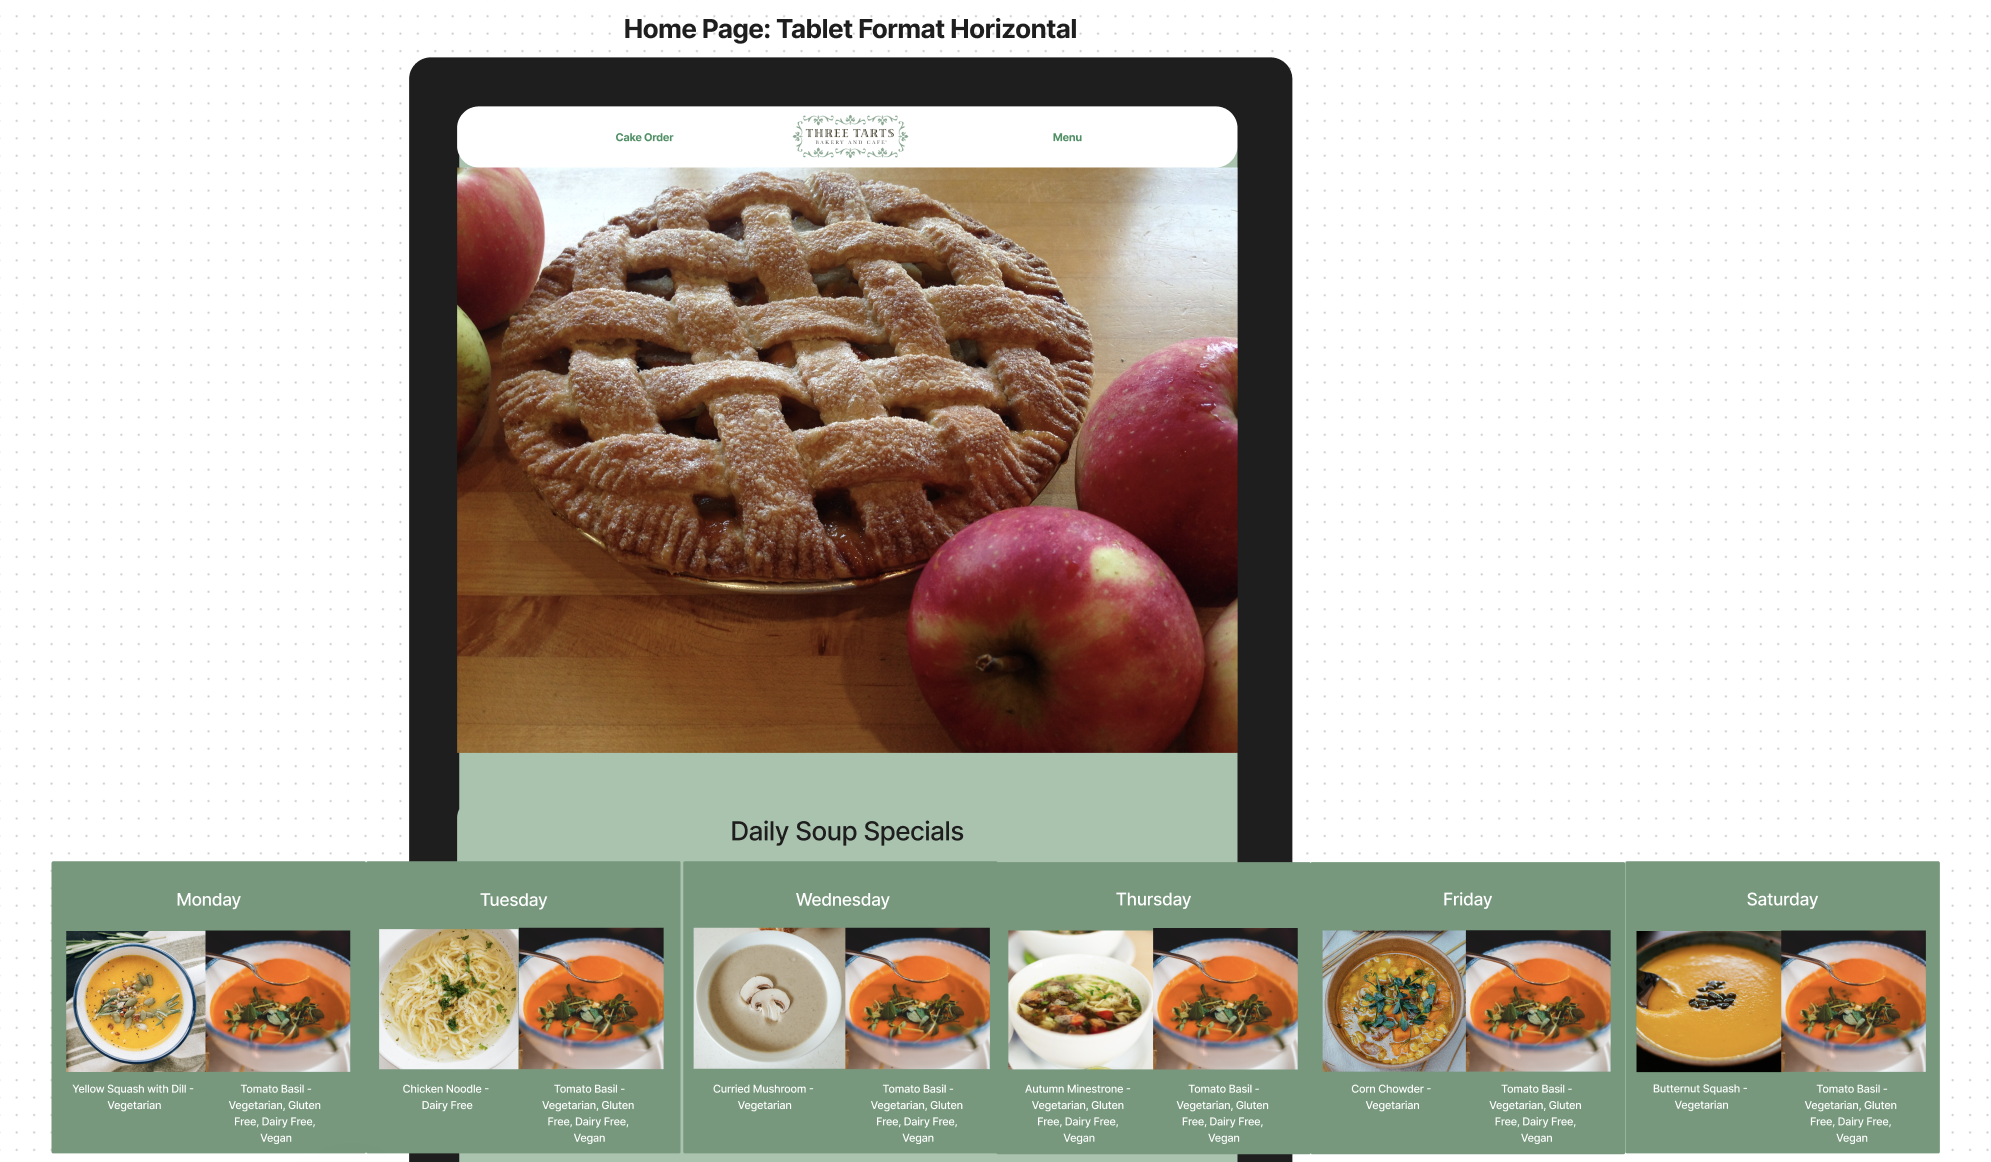 Home Page: Tablet Format Horizontal
Cake Order
THREE TARTS
BAKERY AND CAFE
Menu
Daily Soup Specials
Monday
Yellow Squash with Dill -
Vegetarian
Tomato Basil -
Vegetarian, Gluten
Free, Dairy Free,
Vegan
Tuesday
Chicken Noodle -
Dairy Free
Tomato Basil -
Vegetarian, Gluten
Free, Dairy Free,
Vegan
Wednesday
Curried Mushroom -
Vegetarian
Tomato Basil -
Vegetarian, Gluten
Free, Dairy Free,
Vegan
Thursday
Autumn Minestrone -
Vegetarian, Gluten
Free, Dairy Free,
Vegan
Tomato Basil -
Vegetarian, Gluten
Free, Dairy Free,
Vegan
Friday
Corn Chowder -
Vegetarian
Tomato Basil -
Vegetarian, Gluten
Free, Dairy Free,
Vegan
Saturday
Butternut Squash -
Vegetarian
Tomato Basil -
Vegetarian, Gluten
Free, Dairy Free,
Vegan